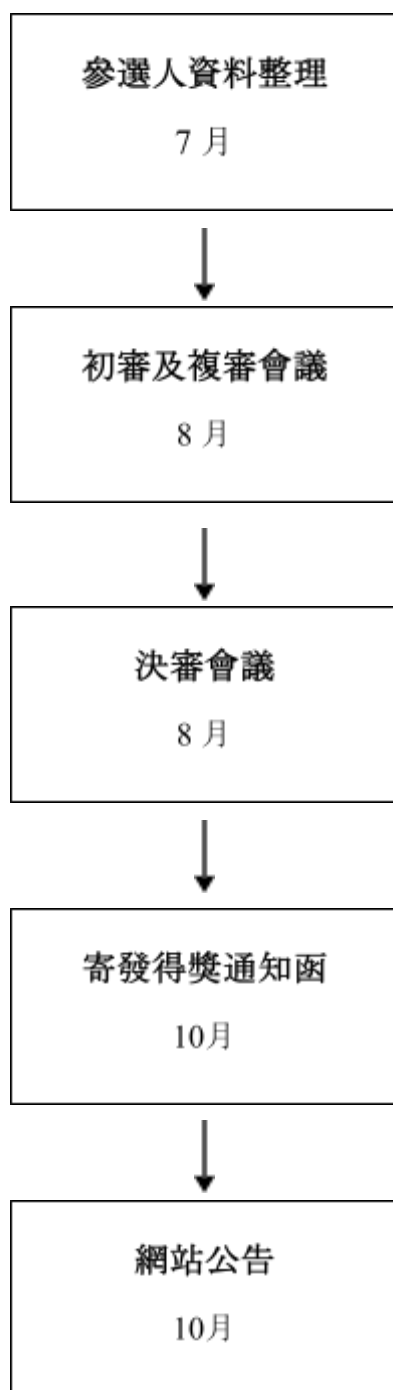 參選人資料整理
7 月
初審及複審會議
8 月
決審會議
8 月
寄發得獎通知函
10月
網站公告
10月